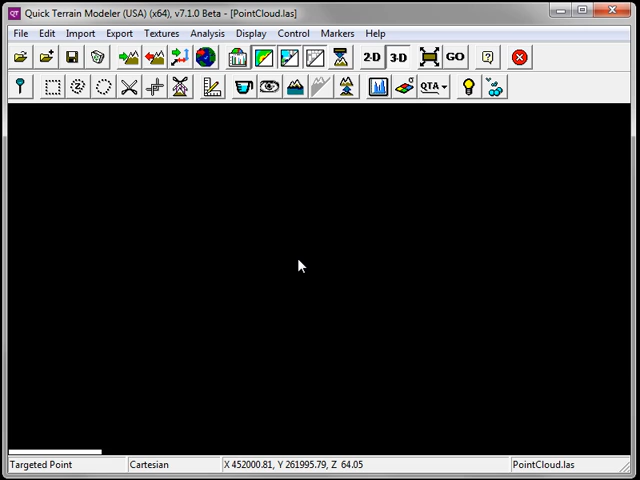 QT Quick Terrain Modeler (USA) (x64), v7.1.0 Beta - [PointCloud.las]
File Edit Import Export Textures Analysis Display Control Markers Help
2-D 3-D GO ?
QTA
Targeted Point Cartesian X 452000.81, Y 261995.79, Z 64.05 PointCloud.las